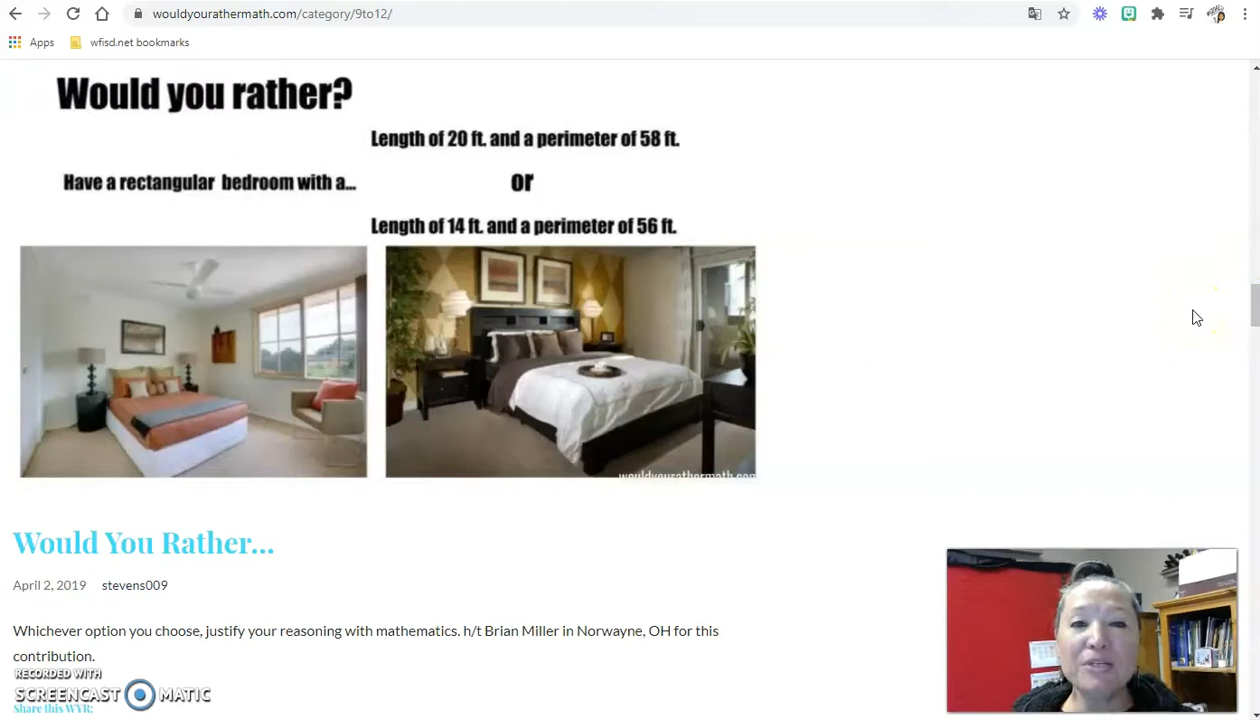 wouldyourathermath.com/category/9to12/
Apps
wfisd.net bookmarks
Would you rather?
Length of 20 ft. and a perimeter of 58 ft.
Have a rectangular bedroom with a...
or
Length of 14 ft. and a perimeter of 56 ft.
wouldyourathermath.com
Would You Rather...
April 2, 2019 stevens009
Whichever option you choose, justify your reasoning with mathematics. h/t Brian Miller in Norwayne, OH for this
contribution.
RECORDED WITH
SCREENCAST MATIC
Share this WYR: